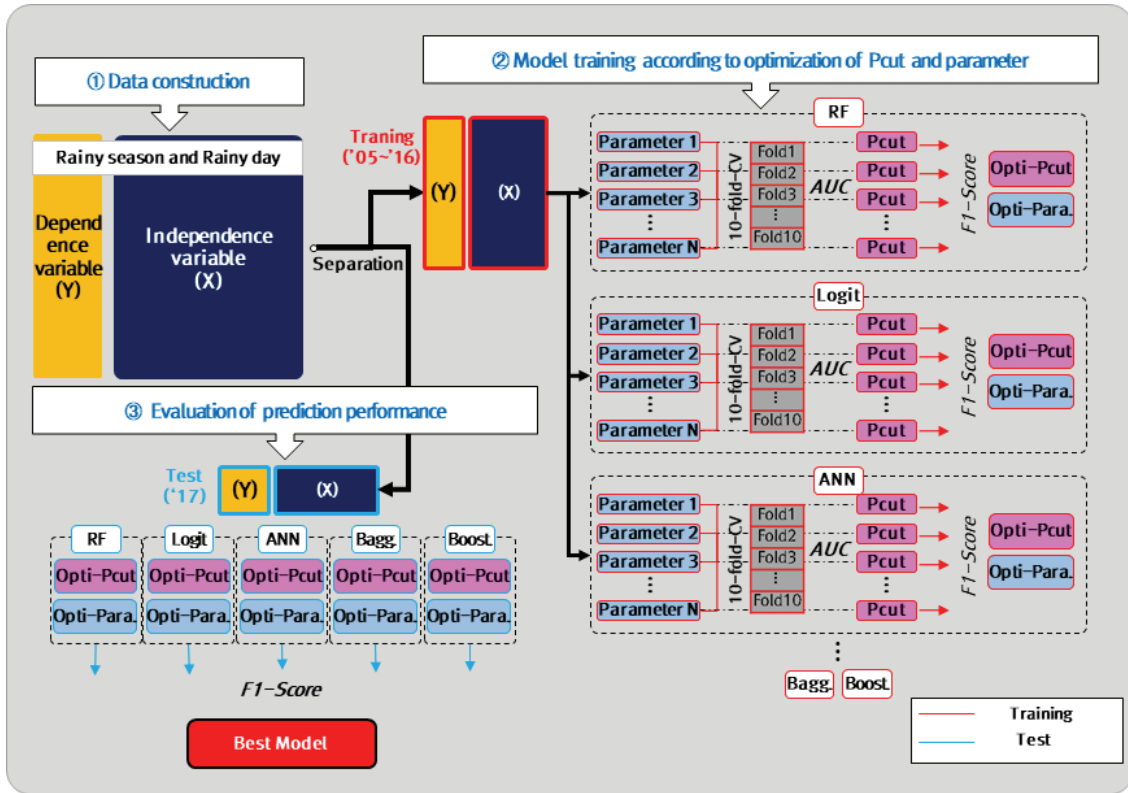 ① Data construction
Rainy season and Rainy day
Depend
ence
variable
(Y)
Independence
variable
(X)
Separation
Traning
('05~'16)
(Y)
(X)
② Model training according to optimization of Pcut and parameter
RF
Parameter 1
Parameter 2
Parameter 3
⋯
Parameter N
10-fold-CV
Fold1
Fold2
Fold3
⋯
Fold10
AUC
Pcut
Pcut
Pcut
⋯
Pcut
F1-Score
Opti-Pcut
Opti-Para.
Logit
Parameter 1
Parameter 2
Parameter 3
⋯
Parameter N
10-fold-CV
Fold1
Fold2
Fold3
⋯
Fold10
AUC
Pcut
Pcut
Pcut
⋯
Pcut
F1-Score
Opti-Pcut
Opti-Para.
ANN
Parameter 1
Parameter 2
Parameter 3
⋯
Parameter N
10-fold-CV
Fold1
Fold2
Fold3
⋯
Fold10
AUC
Pcut
Pcut
Pcut
⋯
Pcut
F1-Score
Opti-Pcut
Opti-Para.
⋯
Bagg. Boost.
③ Evaluation of prediction performance
Test
('17)
(Y)
(X)
RF Logit ANN Bagg. Boost.
Opti-Pcut Opti-Pcut Opti-Pcut Opti-Pcut Opti-Pcut
Opti-Para. Opti-Para. Opti-Para. Opti-Para. Opti-Para.
F1-Score
Best Model
Training
Test